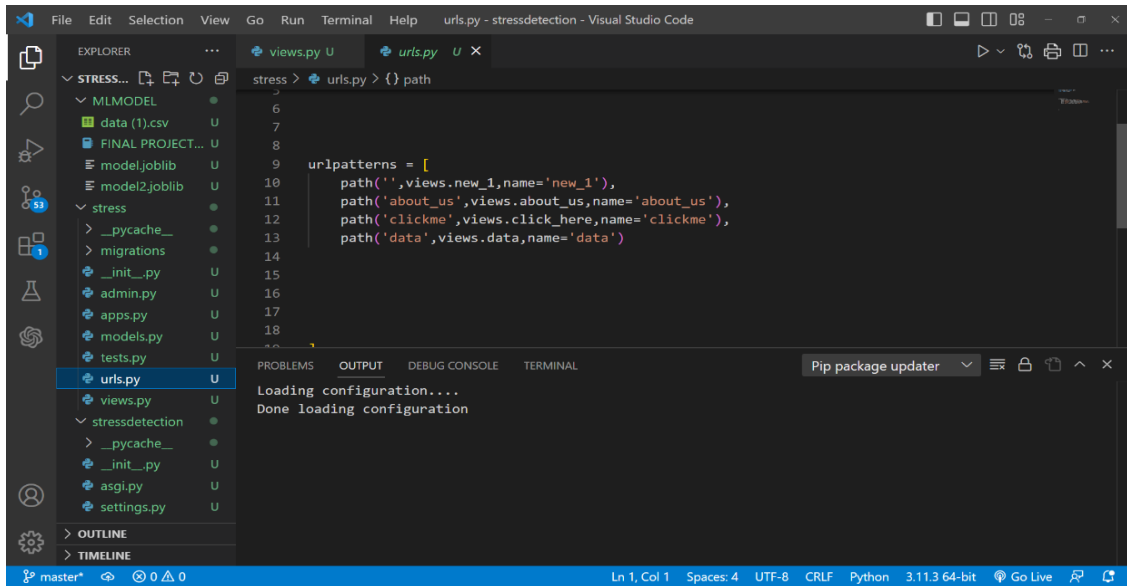 File Edit Selection View Go Run Terminal Help urls.py - stressdetection - Visual Studio Code
EXPLORER
STRESS...
MLMODEL
data (1).csv U
FINAL PROJECT... U
model.joblib U
model2.joblib U
stress
__pycache__
migrations
__init__.py U
admin.py U
apps.py U
models.py U
tests.py U
urls.py U
views.py U
stressdetection
__pycache__
__init__.py U
asgi.py U
settings.py U
OUTLINE
TIMELINE
53
1
views.py U urls.py U
stress > urls.py > {} path
6
7
8
9 urlpatterns = [
10 path('',views.new_1,name='new_1'),
11 path('about_us',views.about_us,name='about_us'),
12 path('clickme',views.click_here,name='clickme'),
13 path('data',views.data,name='data')
14
15
16
17
18
PROBLEMS OUTPUT DEBUG CONSOLE TERMINAL Pip package updater
Loading configuration....
Done loading configuration
master* 0 0 Ln 1, Col 1 Spaces: 4 UTF-8 CRLF Python 3.11.3 64-bit Go Live